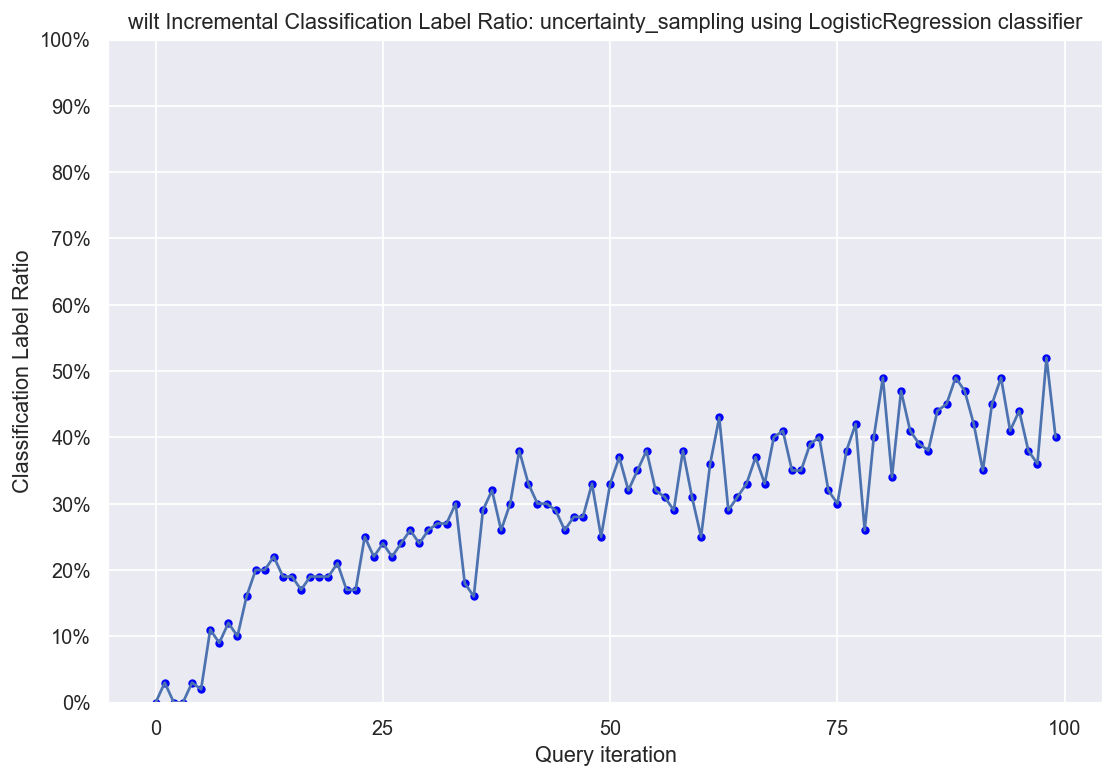 wilt Incremental Classification Label Ratio: uncertainty_sampling using LogisticRegression classifier
100%
90%
80%
70%
60%
50%
40%
30%
20%
10%
0%
Classification Label Ratio
0 25 50 75 100
Query iteration